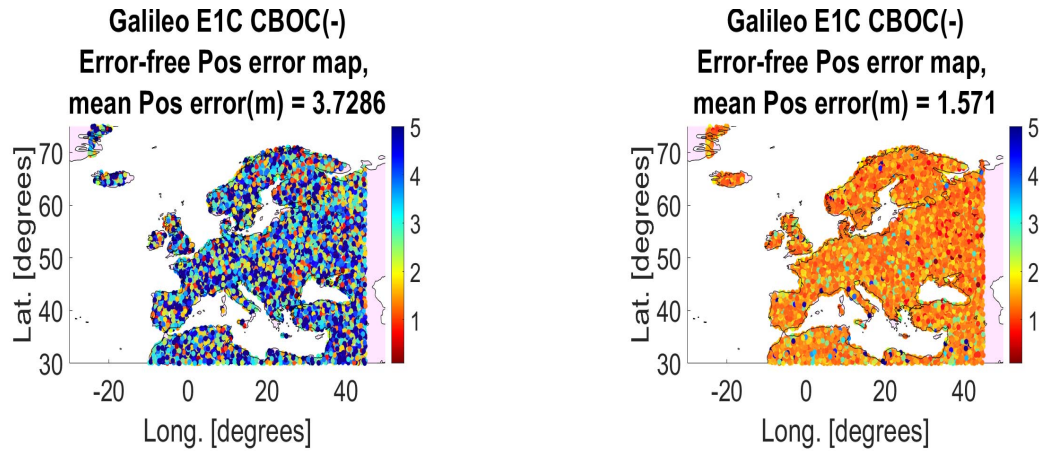 Galileo E1C CBOC(-)
Error-free Pos error map,
mean Pos error(m) = 3.7286
5
4
3
2
1
70
60
50
40
30
Lat. [degrees]
-20
0
20
40
Long. [degrees]
Galileo E1C CBOC(-)
Error-free Pos error map,
mean Pos error(m) = 1.571
5
4
3
2
1
70
60
50
40
30
Lat. [degrees]
-20
0
20
40
Long. [degrees]